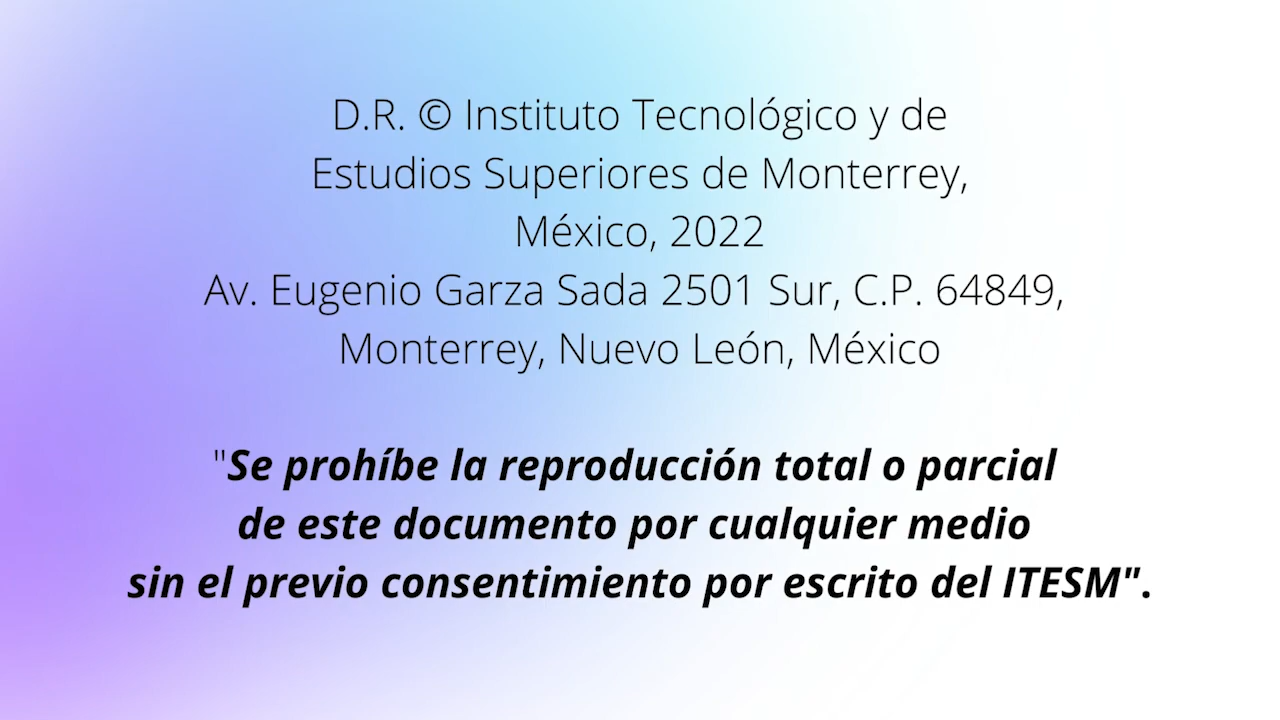 D.R. © Instituto Tecnológico y de
Estudios Superiores de Monterrey,
México, 2022
Av. Eugenio Garza Sada 2501 Sur, C.P. 64849,
Monterrey, Nuevo León, México
"Se prohíbe la reproducción total o parcial
de este documento por cualquier medio
sin el previo consentimiento por escrito del ITESM".